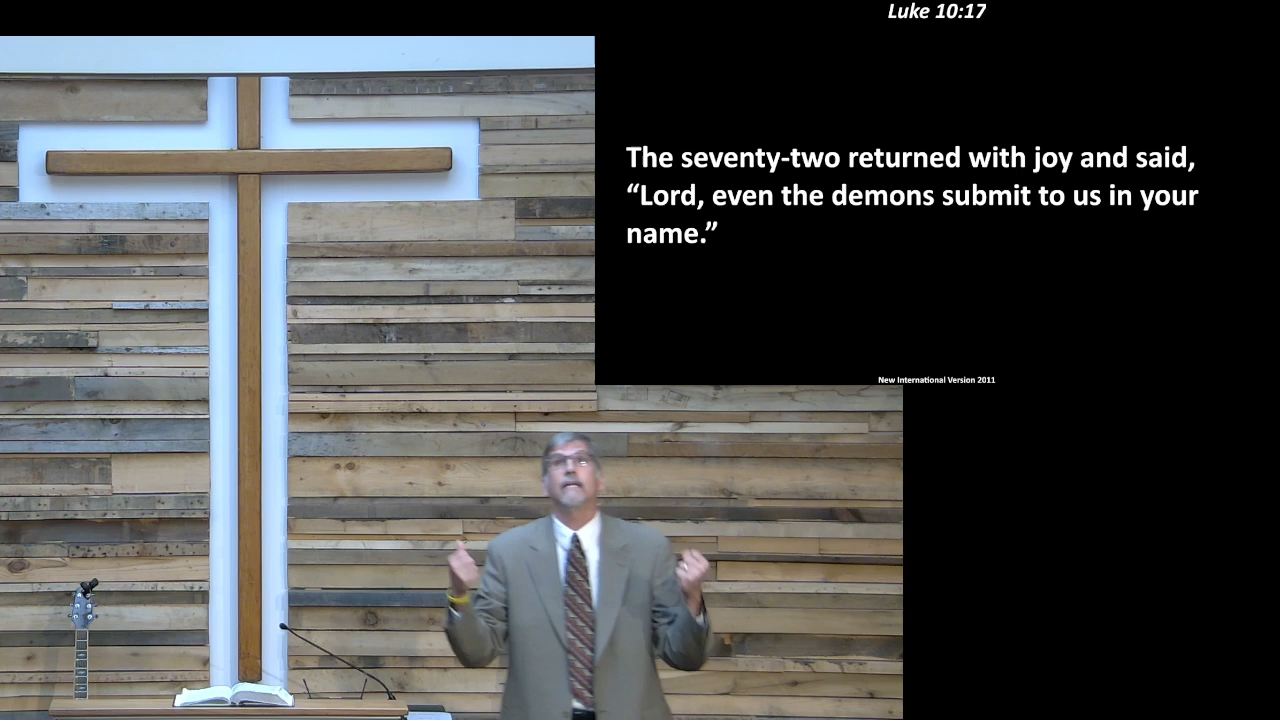 Luke 10:17
The seventy-two returned with joy and said,
“Lord, even the demons submit to us in your
name.”
New International Version 2011